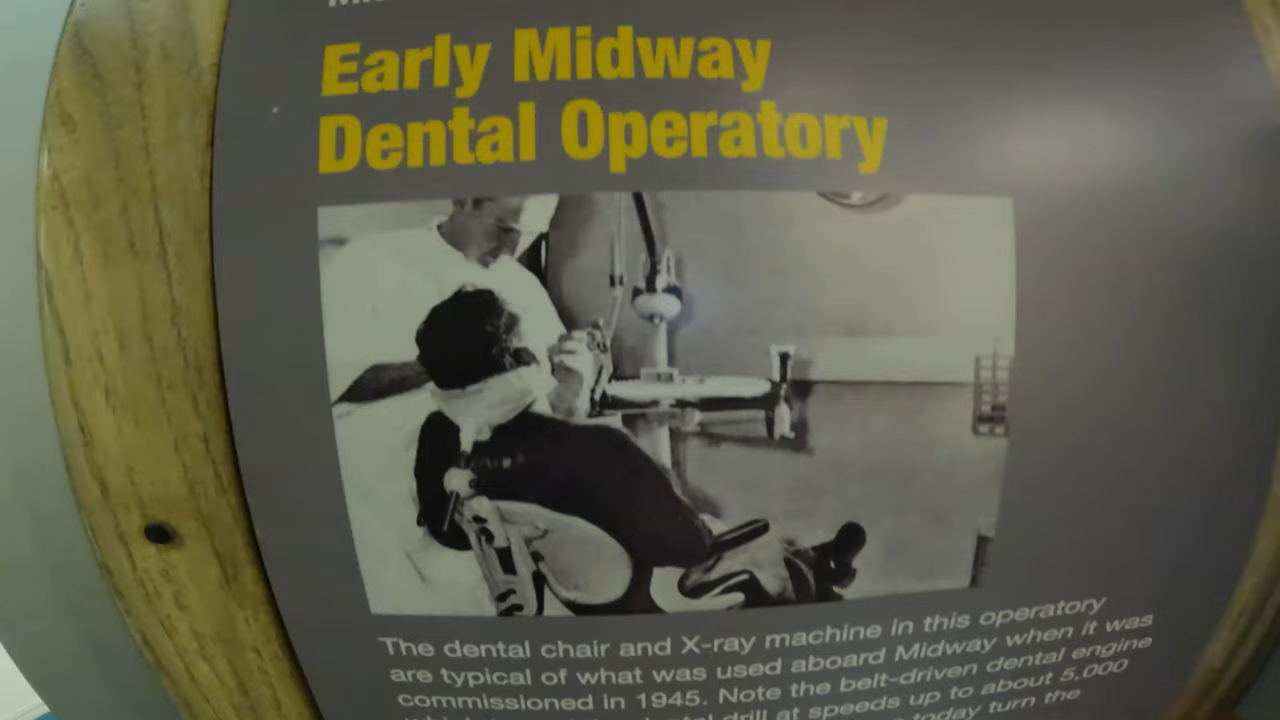 Early Midway
Dental Operatory
The dental chair and X-ray machine in this operatory
are typical of what was used aboard Midway when it was
commissioned in 1945. Note the belt-driven dental engine
drill at speeds up to about 5,000
today turn the